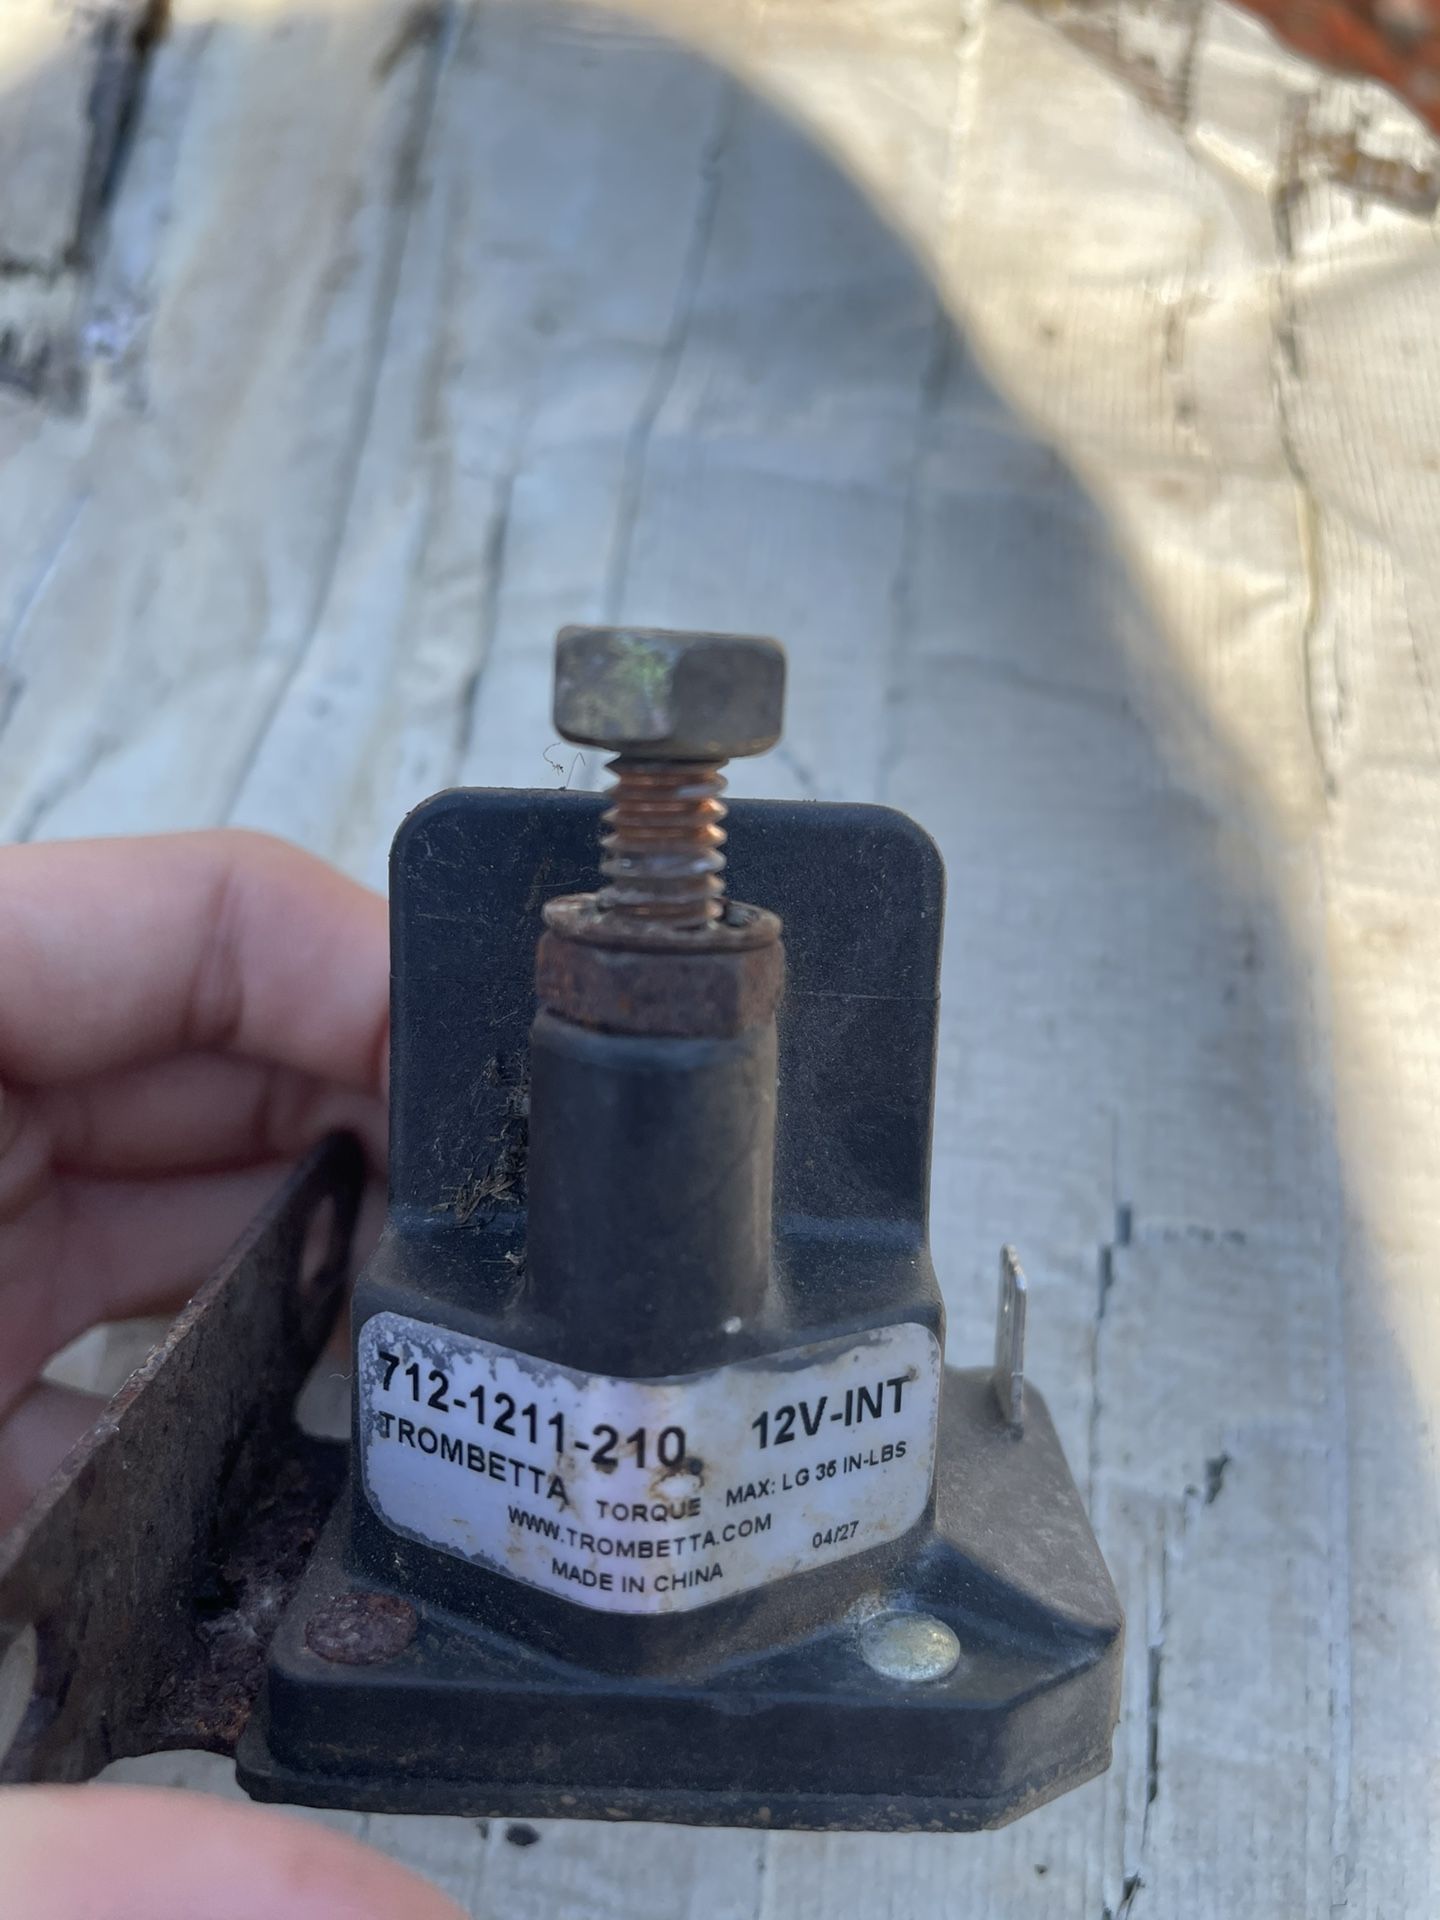 712-1211-210 12V-INT
TROMBETTA TORQUE MAX: LG 36 IN-LBS
WWW.TROMBETTA.COM 04/27
MADE IN CHINA